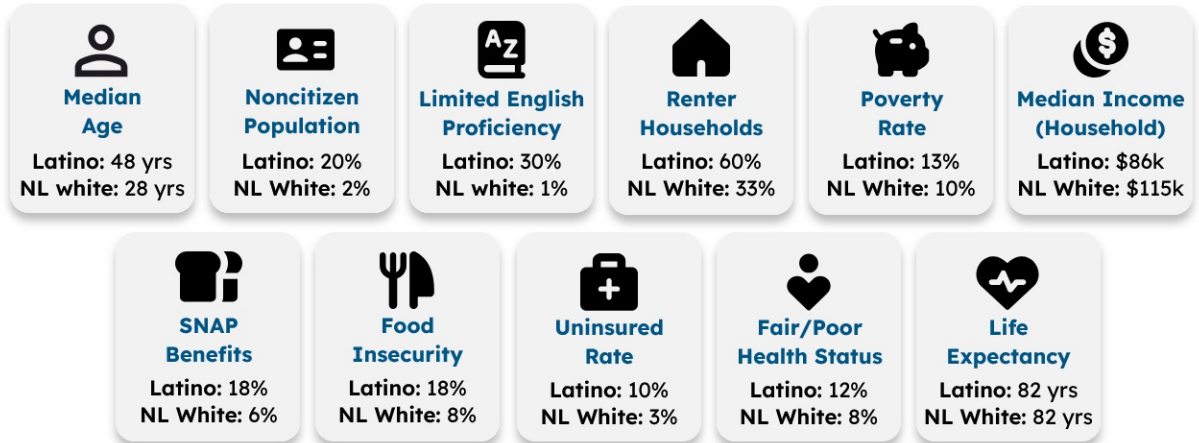 Median
Age
Latino: 48 yrs
NL white: 28 yrs
Noncitizen
Population
Latino: 20%
NL White: 2%
AZ
Limited English
Proficiency
Latino: 30%
NL white: 1%
Renter
Households
Latino: 60%
NL White: 33%
Poverty
Rate
Latino: 13%
NL White: 10%
$
Median Income
(Household)
Latino: $86k
NL White: $115k
SNAP
Benefits
Latino: 18%
NL White: 6%
Food
Insecurity
Latino: 18%
NL White: 8%
Uninsured
Rate
Latino: 10%
NL White: 3%
Fair/Poor
Health Status
Latino: 12%
NL White: 8%
Life
Expectancy
Latino: 82 yrs
NL White: 82 yrs